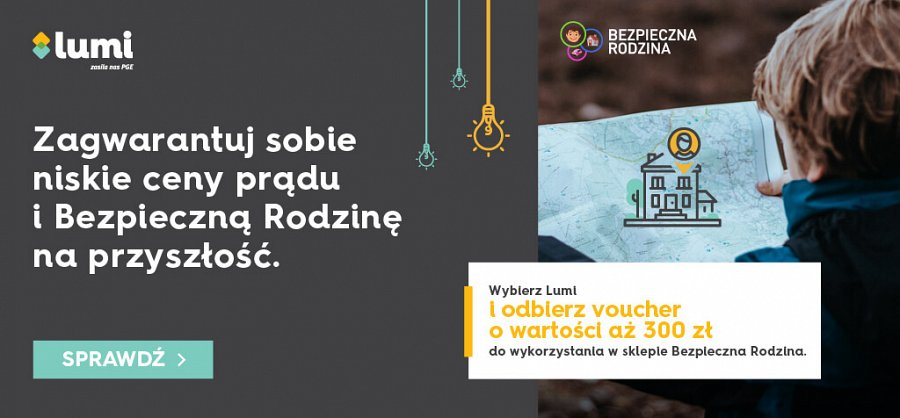 lumi
zasila nas PGE
Zagwarantuj sobie
niskie ceny prądu
i Bezpieczną Rodzinę
na przyszłość.
SPRAWDŹ >
BEZPIECZNA
RODZINA
Wybierz Lumi
i odbierz voucher
o wartości aż 300 zł
do wykorzystania w sklepie Bezpieczna Rodzina.